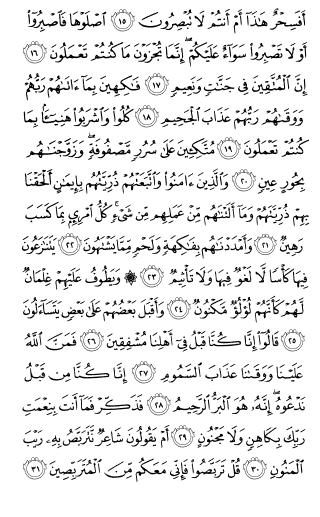 أَفَسِحْرٌ هَٰذَآ أَمْ أَنتُمْ لَا تُبْصِرُونَ ١٥ ٱصْلَوْهَا فَٱصْبِرُوٓا۟
أَوْ لَا تَصْبِرُوا۟ سَوَآءٌ عَلَيْكُمْ ۖ إِنَّمَا تُجْزَوْنَ مَا كُنتُمْ تَعْمَلُونَ ١٦
إِنَّ ٱلْمُتَّقِينَ فِى جَنَّٰتٍ وَنَعِيمٍ ١٧ فَٰكِهِينَ بِمَآ ءَاتَىٰهُمْ رَبُّهُمْ
وَوَقَىٰهُمْ رَبُّهُمْ عَذَابَ ٱلْجَحِيمِ ١٨ كُلُوا۟ وَٱشْرَبُوا۟ هَنِيٓـًٔۢا بِمَا
كُنتُمْ تَعْمَلُونَ ١٩ مُتَّكِـِٔينَ عَلَىٰ سُرُرٍ مَّصْفُوفَةٍ ۖ وَزَوَّجْنَٰهُم
بِحُورٍ عِينٍ ٢٠ وَٱلَّذِينَ ءَامَنُوا۟ وَٱتَّبَعَتْهُمْ ذُرِّيَّتُهُم بِإِيمَٰنٍ أَلْحَقْنَا
بِهِمْ ذُرِّيَّتَهُمْ وَمَآ أَلَتْنَٰهُم مِّنْ عَمَلِهِم مِّن شَىْءٍ ۚ كُلُّ ٱمْرِئٍۭ بِمَا كَسَبَ
رَهِينٌ ٢١ وَأَمْدَدْنَٰهُم بِفَٰكِهَةٍ وَلَحْمٍ مِّمَّا يَشْتَهُونَ ٢٢ يَتَنَٰزَعُونَ
فِيهَا كَأْسًا لَّا لَغْوٌ فِيهَا وَلَا تَأْثِيمٌ ٢٣ ۞ وَيَطُوفُ عَلَيْهِمْ غِلْمَانٌ
لَّهُمْ كَأَنَّهُمْ لُؤْلُؤٌ مَّكْنُونٌ ٢٤ وَأَقْبَلَ بَعْضُهُمْ عَلَىٰ بَعْضٍ يَتَسَآءَلُونَ
٢٥ قَالُوٓا۟ إِنَّا كُنَّا قَبْلُ فِىٓ أَهْلِنَا مُشْفِقِينَ ٢٦ فَمَنَّ ٱللَّهُ
عَلَيْنَا وَوَقَىٰنَا عَذَابَ ٱلسَّمُومِ ٢٧ إِنَّا كُنَّا مِن قَبْلُ
نَدْعُوهُ ۖ إِنَّهُۥ هُوَ ٱلْبَرُّ ٱلرَّحِيمُ ٢٨ فَذَكِّرْ فَمَآ أَنتَ بِنِعْمَتِ
رَبِّكَ بِكَاهِنٍ وَلَا مَجْنُونٍ ٢٩ أَمْ يَقُولُونَ شَاعِرٌ نَّتَرَبَّصُ بِهِۦ رَيْبَ
ٱلْمَنُونِ ٣٠ قُلْ تَرَبَّصُوا۟ فَإِنِّى مَعَكُم مِّنَ ٱلْمُتَرَبِّصِينَ ٣١